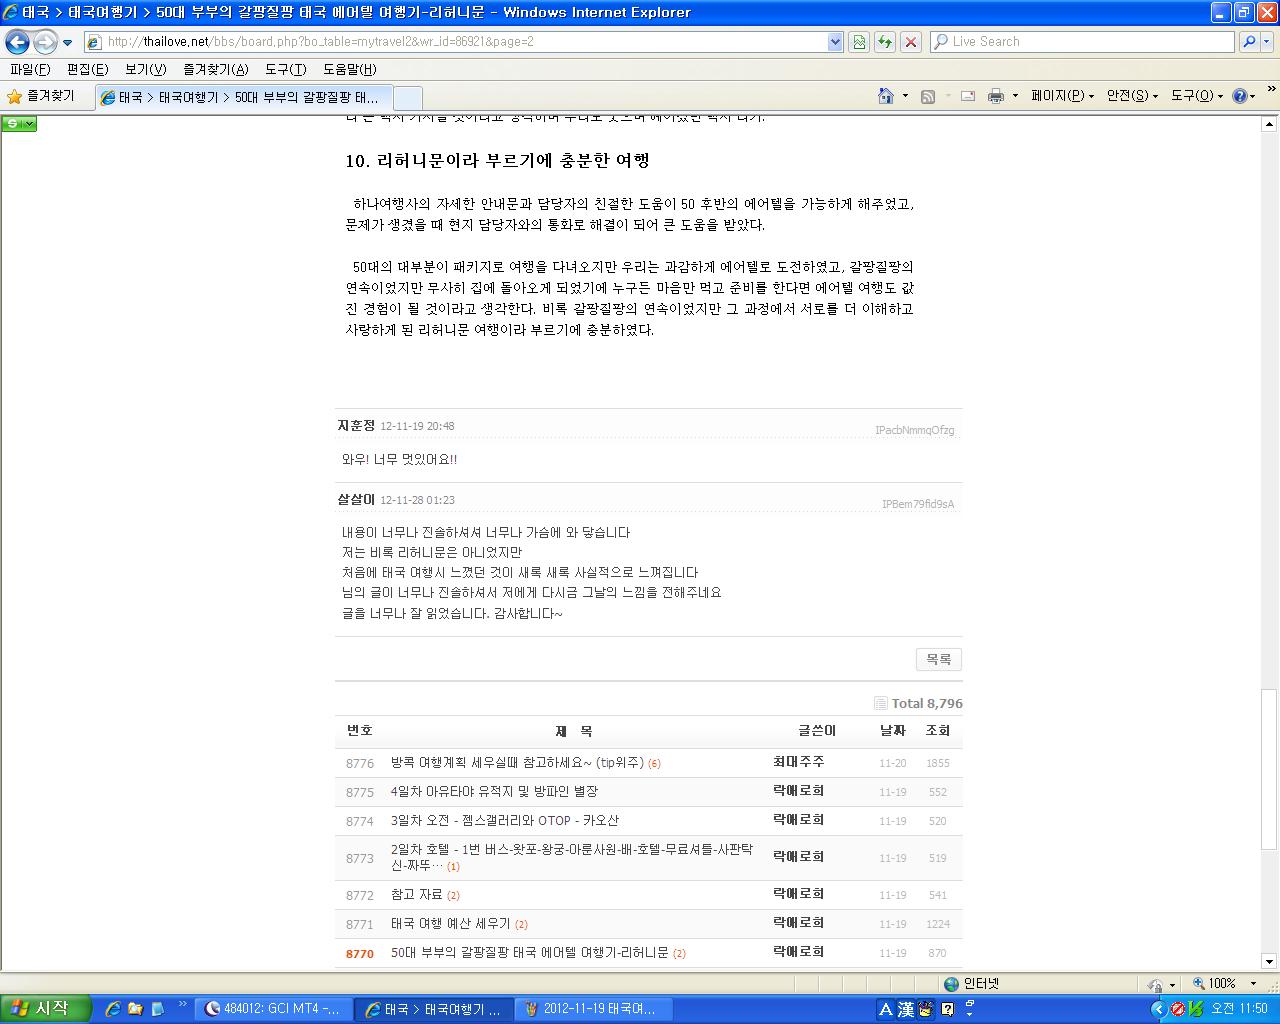 태국 > 태국여행기 > 50대 부부의 갈팡질팡 태국 에어텔 여행기-리허니문 - Windows Internet Explorer
http://thailove.net/bbs/board.php?bo_table=mytravel2&wr_id=86921&page=2
Live Search
파일(F) 편집(E) 보기(V) 즐겨찾기(A) 도구(T) 도움말(H)
즐겨찾기 태국 > 태국여행기 > 50대 부부의 갈팡질팡 태... 페이지(P) 안전(S) 도구(O)
10. 리허니문이라 부르기에 충분한 여행
하나여행사의 자세한 안내문과 담당자의 친절한 도움이 50 후반의 에어텔을 가능하게 해주었고,
문제가 생겼을 때 현지 담당자와의 통화로 해결이 되어 큰 도움을 받았다.
50대의 대부분이 패키지로 여행을 다녀오지만 우리는 과감하게 에어텔로 도전하였고, 갈팡질팡의
연속이었지만 무사히 집에 돌아오게 되었기에 누구든 마음만 먹고 준비를 한다면 에어텔 여행도 값
진 경험이 될 것이라고 생각한다. 비록 갈팡질팡의 연속이었지만 그 과정에서 서로를 더 이해하고
사랑하게 된 리허니문 여행이라 부르기에 충분하였다.
지훈정 12-11-19 20:48 IPacbNmmqOfzg
와우! 너무 멋있어요!!
살살이 12-11-28 01:23 IPBem79fid9sA
내용이 너무나 진솔하셔셔 너무나 가슴에 와 닿습니다
저는 비록 리허니문은 아니었지만
처음에 태국 여행시 느꼈던 것이 새록 새록 사실적으로 느껴집니다
님의 글이 너무나 진솔하셔서 저에게 다시금 그날의 느낌을 전해주네요
글을 너무나 잘 읽었습니다. 감사합니다~
목록
Total 8,796
번호 제 목 글쓴이 날짜 조회
8776 방콕 여행계획 세우실때 참고하세요~ (tip위주) (6) 최대주주 11-20 1855
8775 4일차 아유타야 유적지 및 방파인 별장 락애로희 11-19 552
8774 3일차 오전 - 젬스갤러리와 OTOP - 카오산 락애로희 11-19 520
8773 2일차 호텔 - 1번 버스-왓포-왕궁-아룬사원-배-호텔-무료셔틀-사판탁
신-짜뚜… (1) 락애로희 11-19 519
8772 참고 자료 (2) 락애로희 11-19 541
8771 태국 여행 예산 세우기 (2) 락애로희 11-19 1224
8770 50대 부부의 갈팡질팡 태국 에어텔 여행기-리허니문 (2) 락애로희 11-19 870
인터넷 100%
시작 484012: GCI MT4 -... 태국 > 태국여행기 ... 2012-11-19 태국여... A 漢 오전 11:50